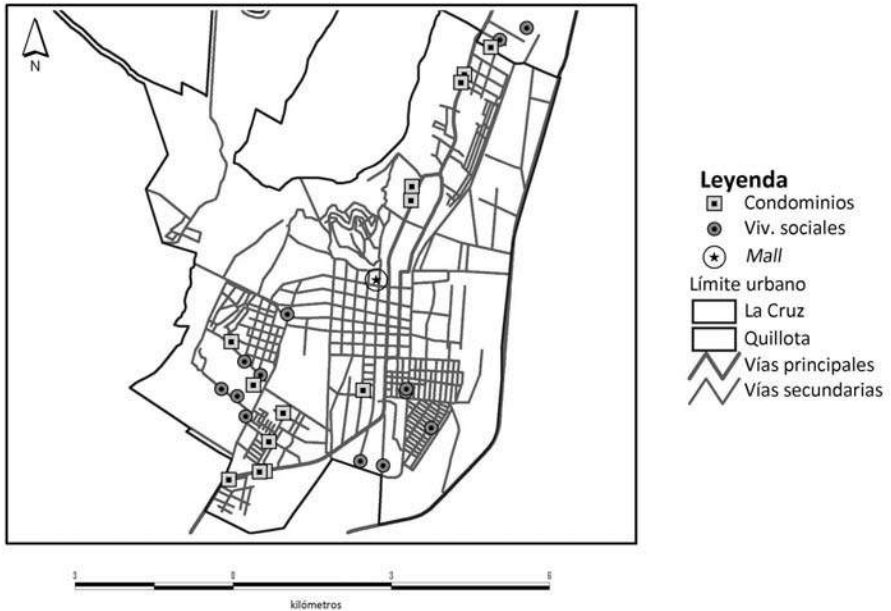 N
Leyenda
Condominios
Viv. sociales
Mall
Límite urbano
La Cruz
Quillota
Vías principales
Vías secundarias
3 0 3 6
kilómetros